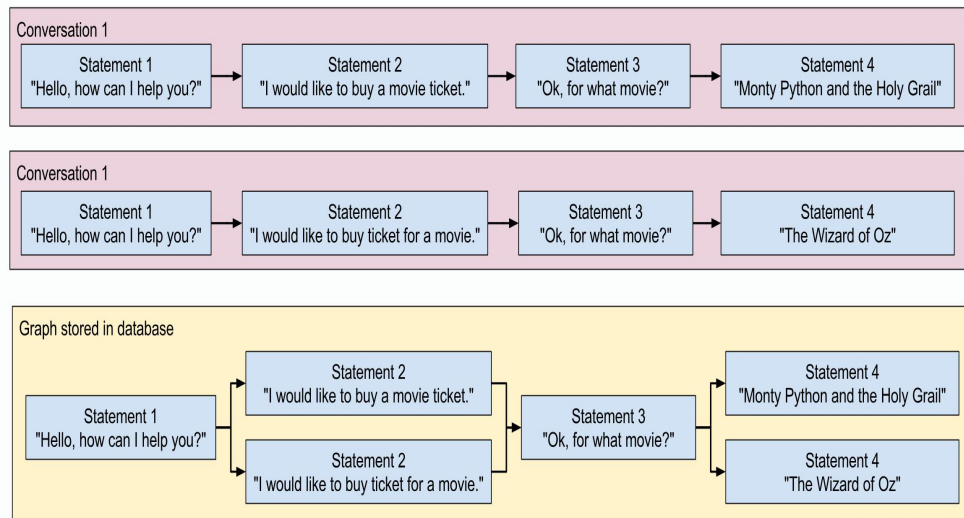 Conversation 1
Statement 1
"Hello, how can I help you?"
Statement 2
"I would like to buy a movie ticket."
Statement 3
"Ok, for what movie?"
Statement 4
"Monty Python and the Holy Grail"
Conversation 1
Statement 1
"Hello, how can I help you?"
Statement 2
"I would like to buy ticket for a movie."
Statement 3
"Ok, for what movie?"
Statement 4
"The Wizard of Oz"
Graph stored in database
Statement 1
"Hello, how can I help you?"
Statement 2
"I would like to buy a movie ticket."
Statement 2
"I would like to buy ticket for a movie."
Statement 3
"Ok, for what movie?"
Statement 4
"Monty Python and the Holy Grail"
Statement 4
"The Wizard of Oz"